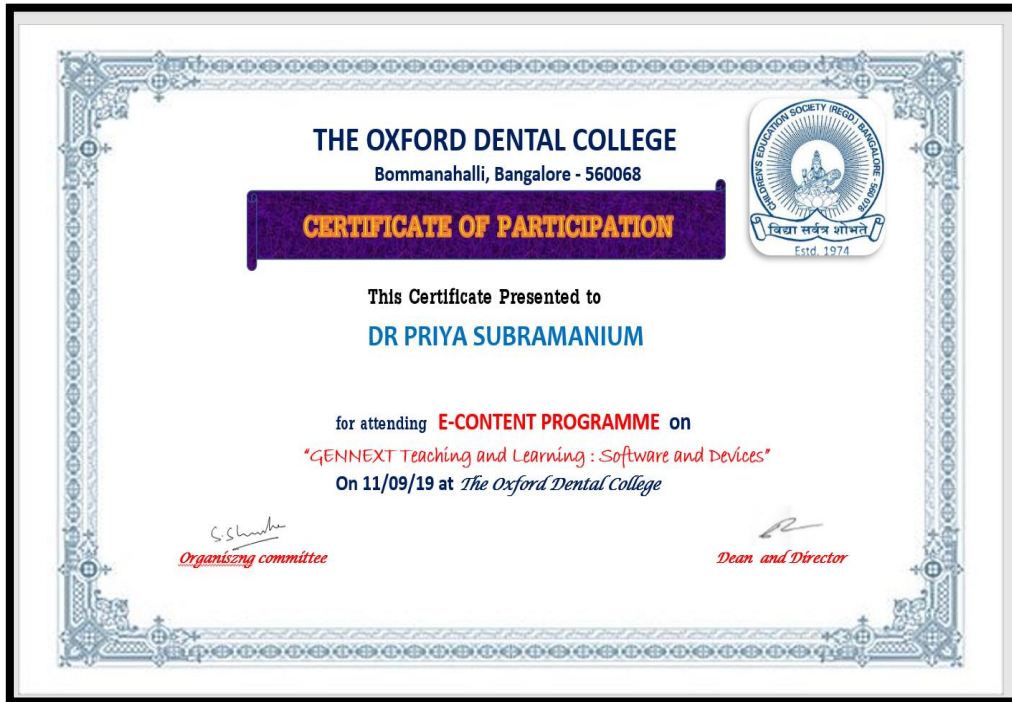 THE OXFORD DENTAL COLLEGE
Bommanahalli, Bangalore - 560068
CERTIFICATE OF PARTICIPATION
CHILDREN'S EDUCATION SOCIETY (REGD.) BANGALORE - 560 078
विद्या सर्वत्र शोभते
Estd. 1974
This Certificate Presented to
DR PRIYA SUBRAMANIUM
for attending E-CONTENT PROGRAMME on
"GENNEXT Teaching and Learning : Software and Devices"
On 11/09/19 at The Oxford Dental College
Organiszng committee
Dean and Director